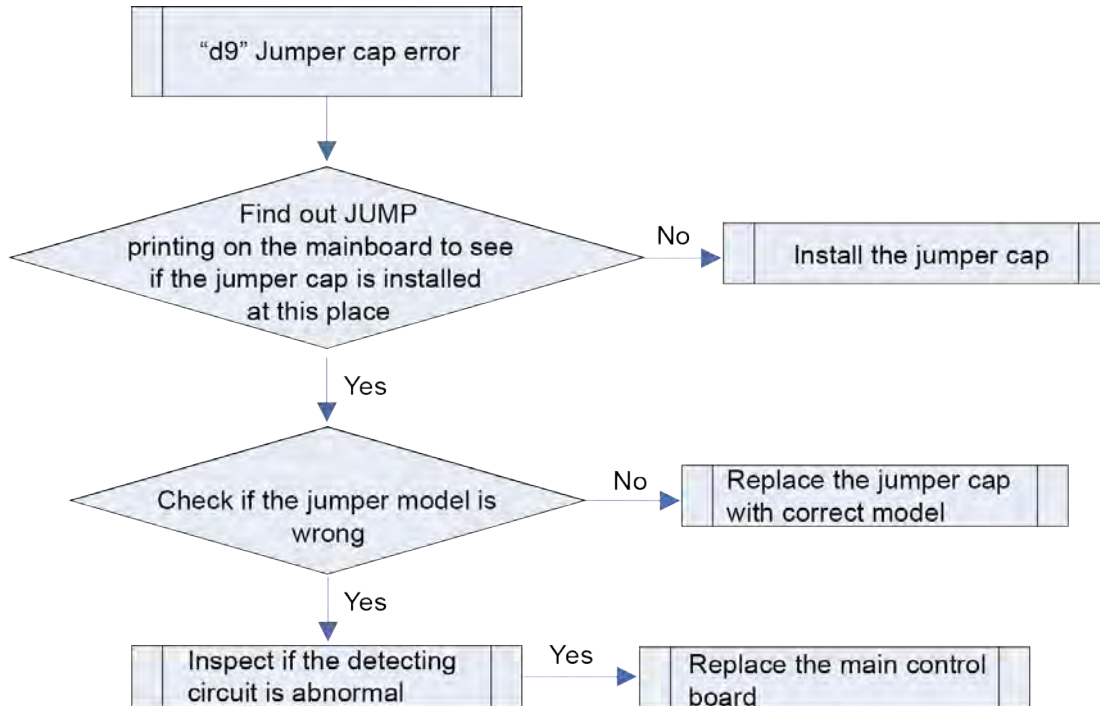 “d9” Jumper cap error
Find out JUMP
printing on the mainboard to see
if the jumper cap is installed
at this place
No
Install the jumper cap
Yes
Check if the jumper model is
wrong
No
Replace the jumper cap
with correct model
Yes
Inspect if the detecting
circuit is abnormal
Yes
Replace the main control
board